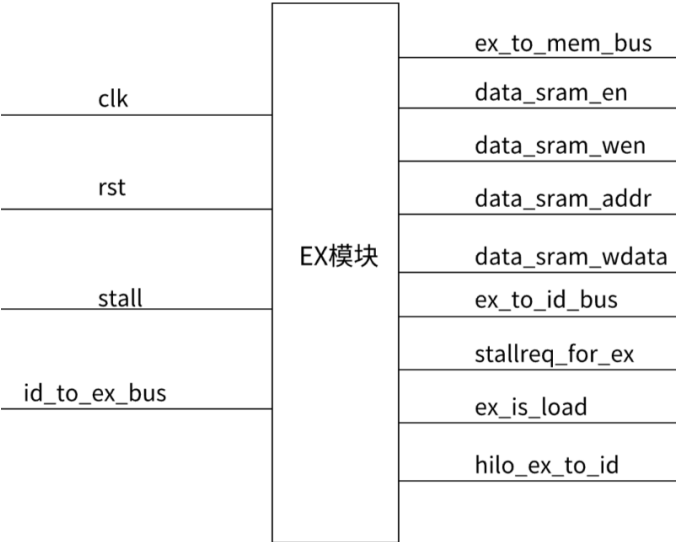 clk
rst
stall
id_to_ex_bus
EX模块
ex_to_mem_bus
data_sram_en
data_sram_wen
data_sram_addr
data_sram_wdata
ex_to_id_bus
stallreq_for_ex
ex_is_load
hilo_ex_to_id